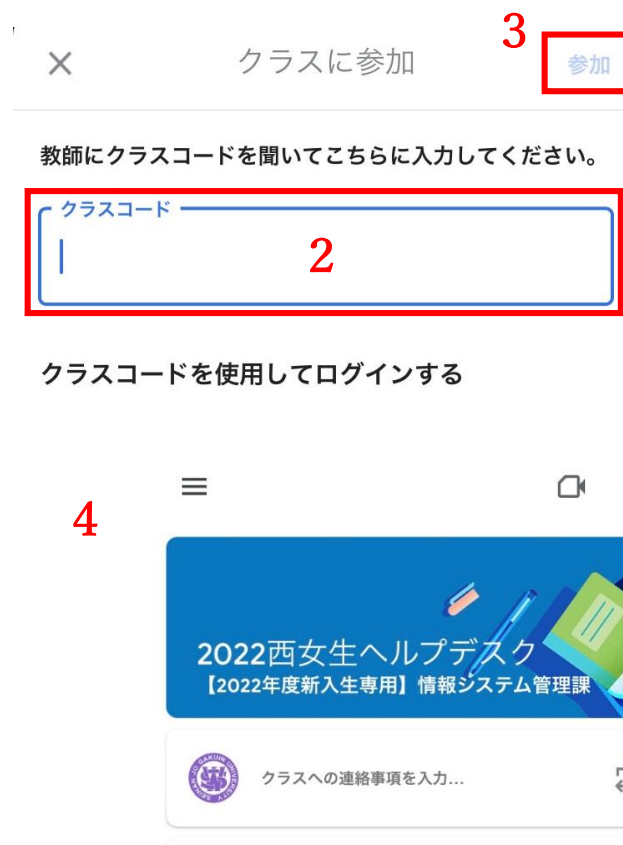 3
クラスに参加
参加
教師にクラスコードを聞いてこちらに入力してください。
クラスコード
2
クラスコードを使用してログインする
4
2022西女生ヘルプデスク
【2022年度新入生専用】情報システム管理課
クラスへの連絡事項を入力...